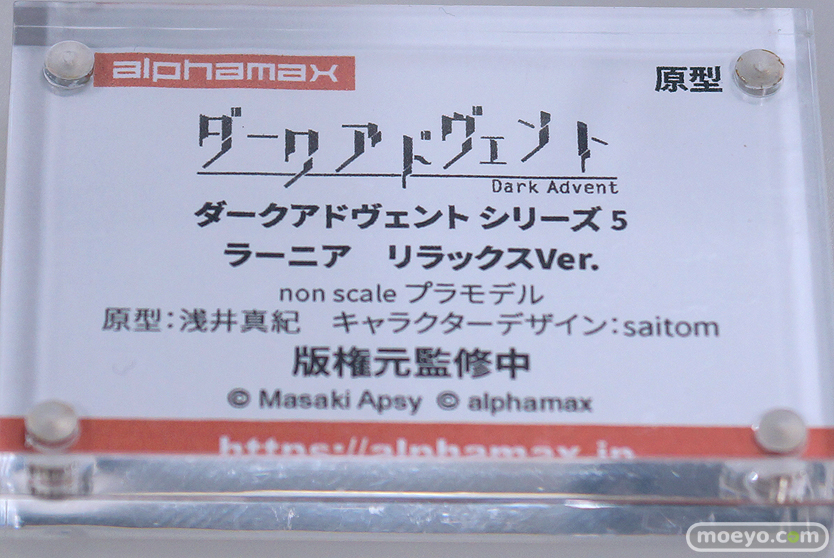 alphamax
原型
ダークアドヴェント
Dark Advent
ダークアドヴェント シリーズ 5
ラーニア　リラックスVer.
non scale プラモデル
原型：浅井真紀　キャラクターデザイン：saitom
版権元監修中
© Masaki Apsy © alphamax
https://alphamax.jp
moeyo.com